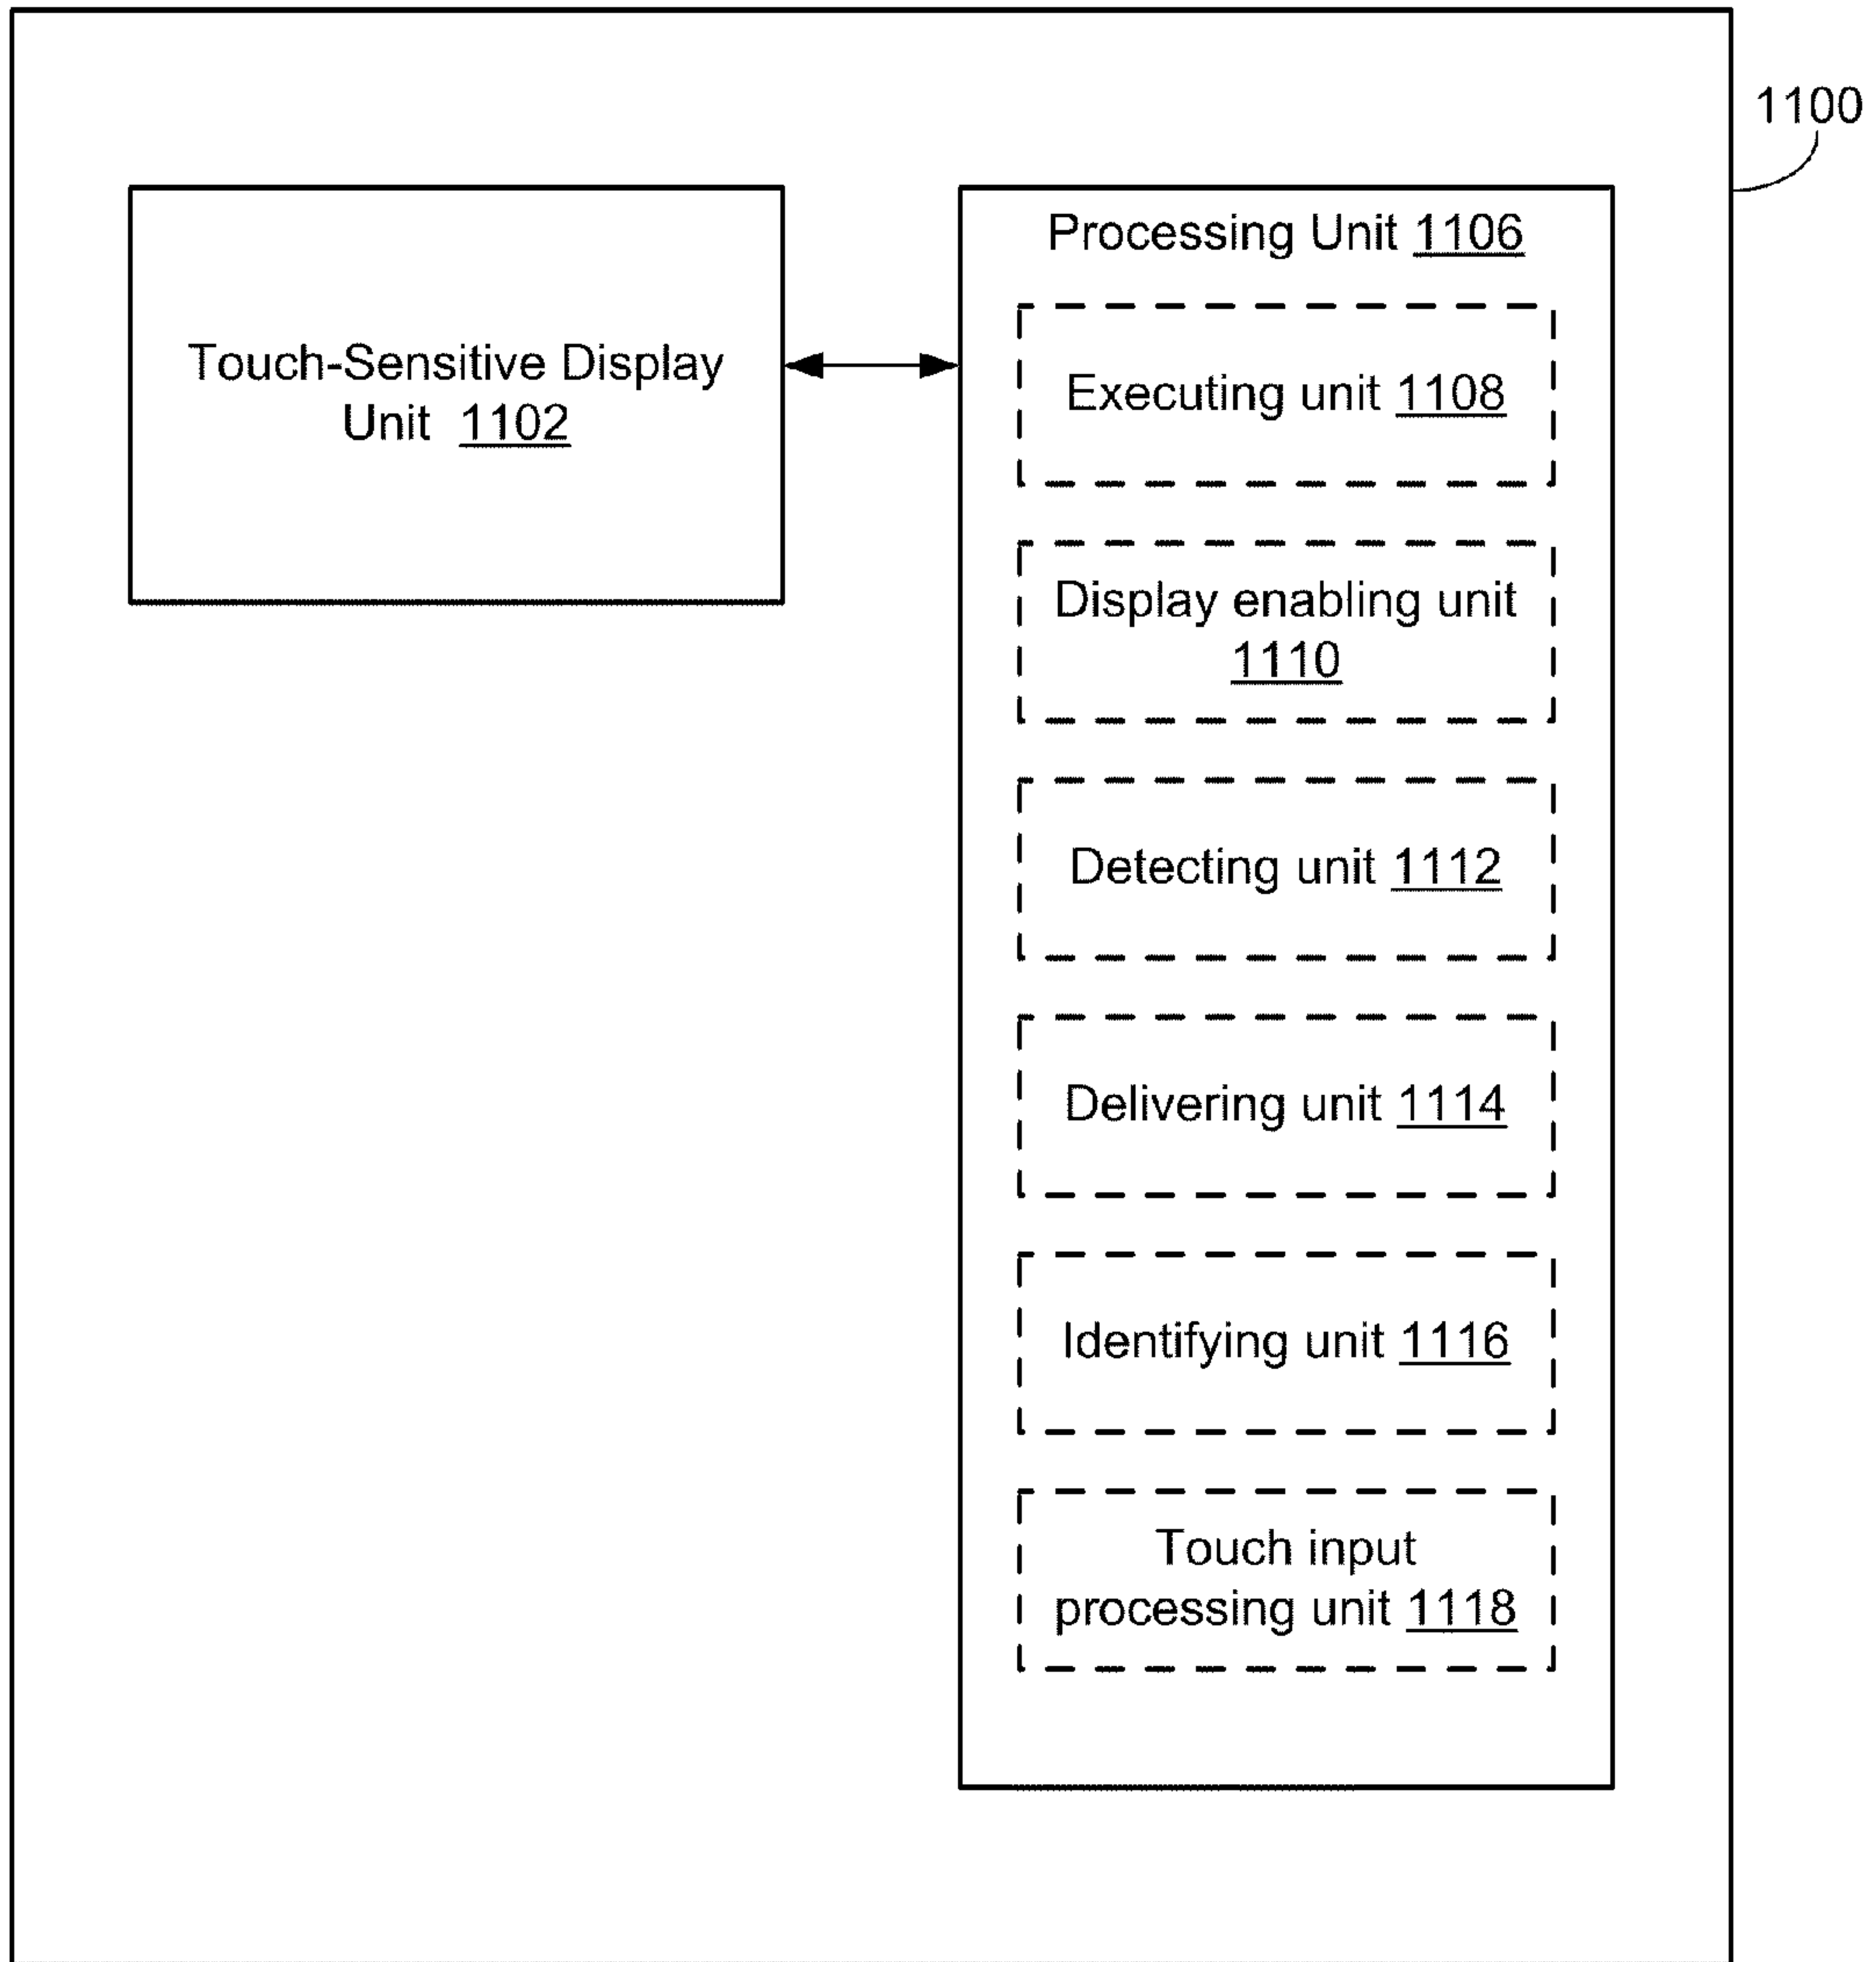 1100
Touch-Sensitive Display
Unit 1102
Processing Unit 1106
Executing unit 1108
Display enabling unit
1110
Detecting unit 1112
Delivering unit 1114
Identifying unit 1116
Touch input
processing unit 1118